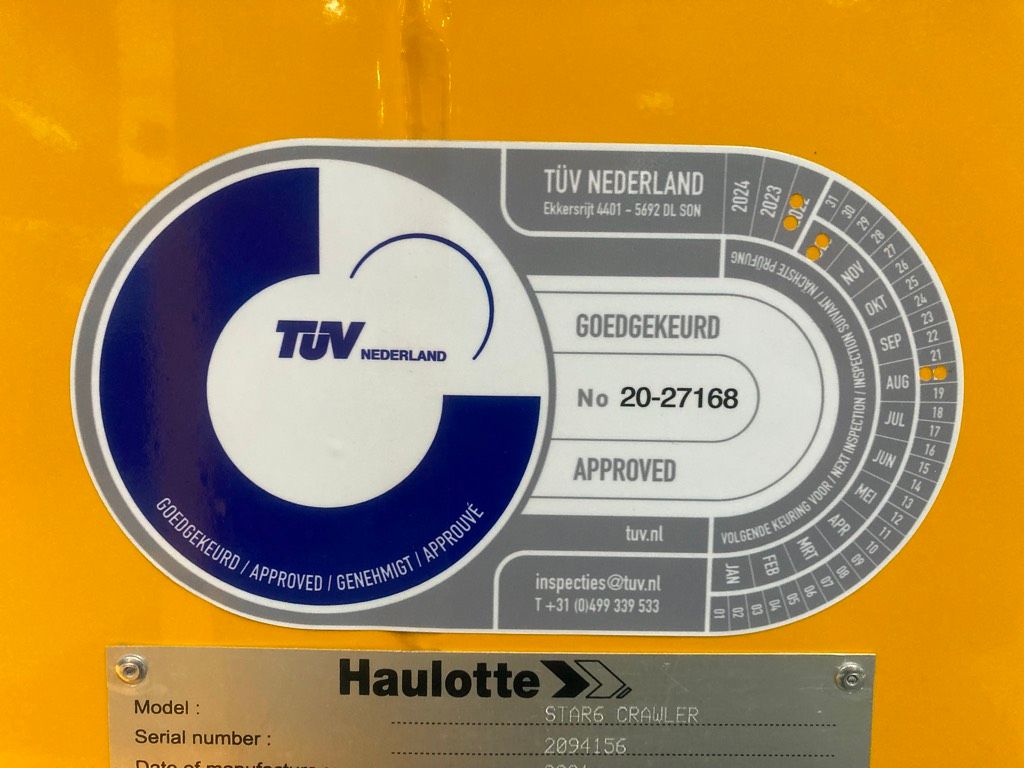 TÜV NEDERLAND
GOEDGEKEURD / APPROVED / GENEHMIGT / APPROUVÉ
TÜV NEDERLAND
Ekkersrijt 4401 - 5692 DL SON
GOEDGEKEURD
No 20-27168
APPROVED
tuv.nl
inspecties@tuv.nl
T +31 (0)499 339 533
VOLGENDE KEURING VOOR / NEXT INSPECTION / INSPECTION SUIVANT / NÄCHSTE PRÜFUNG
2024
2023
JAN FEB MRT APR MEI JUN JUL AUG SEP OKT NOV
01 02 03 04 05 06 07 08 09 10 11 12 13 14 15 16 17 18 19 21 22 23 24 25 26 27 28 29 30 31
Haulotte
Model : STAR6 CRAWLER
Serial number : 2094156
Date of manufacture